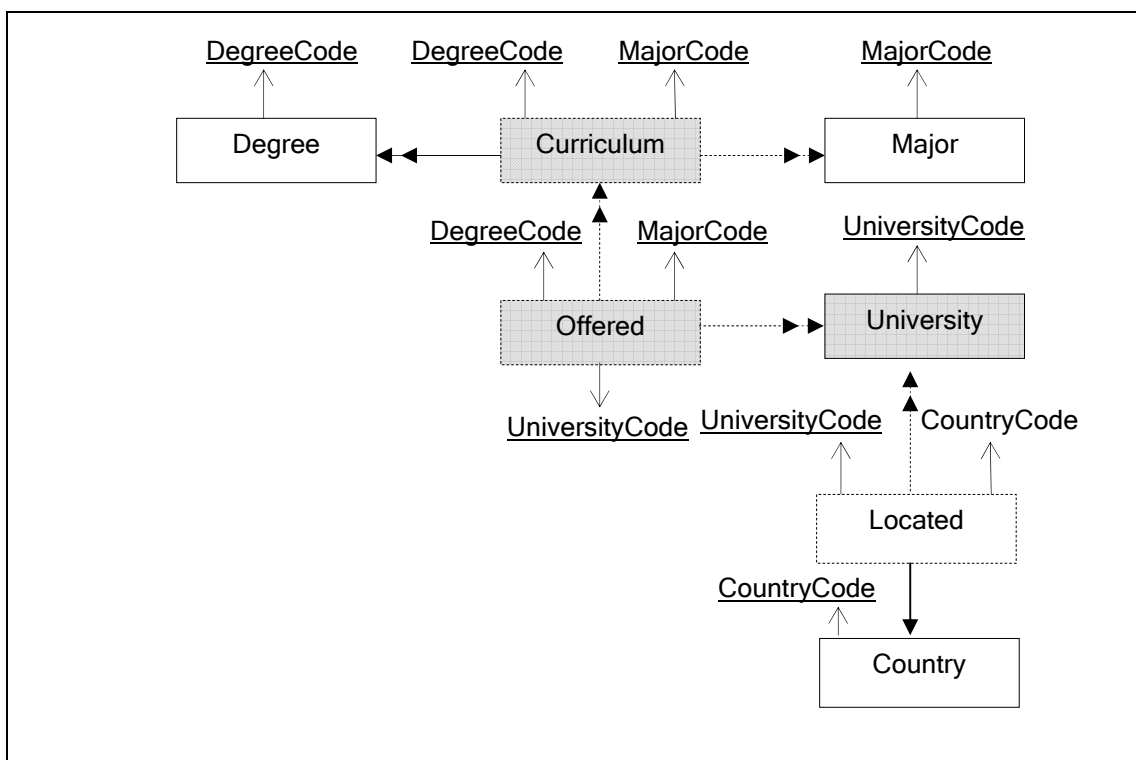 DegreeCode
DegreeCode
MajorCode
MajorCode
Degree
Curriculum
Major
DegreeCode
MajorCode
UniversityCode
Offered
University
UniversityCode
UniversityCode
CountryCode
Located
CountryCode
Country